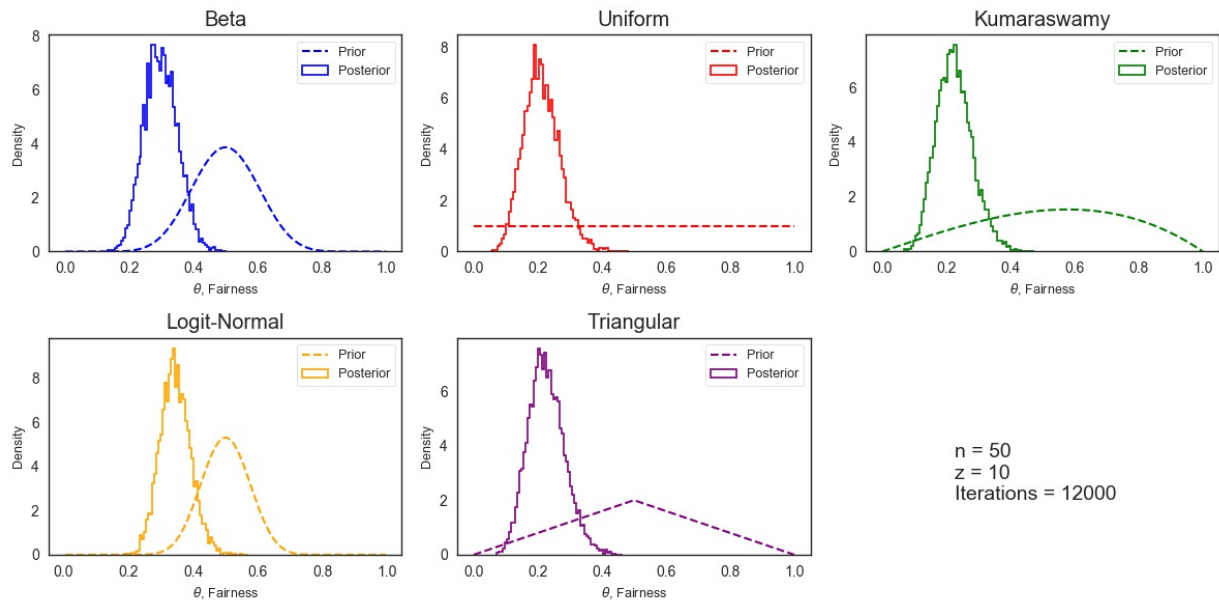 Beta
8
6
4
2
0
Density
Prior
Posterior
0.0 0.2 0.4 0.6 0.8 1.0
θ, Fairness
Uniform
8
6
4
2
0
Density
Prior
Posterior
0.0 0.2 0.4 0.6 0.8 1.0
θ, Fairness
Kumaraswamy
6
4
2
0
Density
Prior
Posterior
0.0 0.2 0.4 0.6 0.8 1.0
θ, Fairness
Logit-Normal
8
6
4
2
0
Density
Prior
Posterior
0.0 0.2 0.4 0.6 0.8 1.0
θ, Fairness
Triangular
6
4
2
0
Density
Prior
Posterior
0.0 0.2 0.4 0.6 0.8 1.0
θ, Fairness
n = 50
z = 10
Iterations = 12000